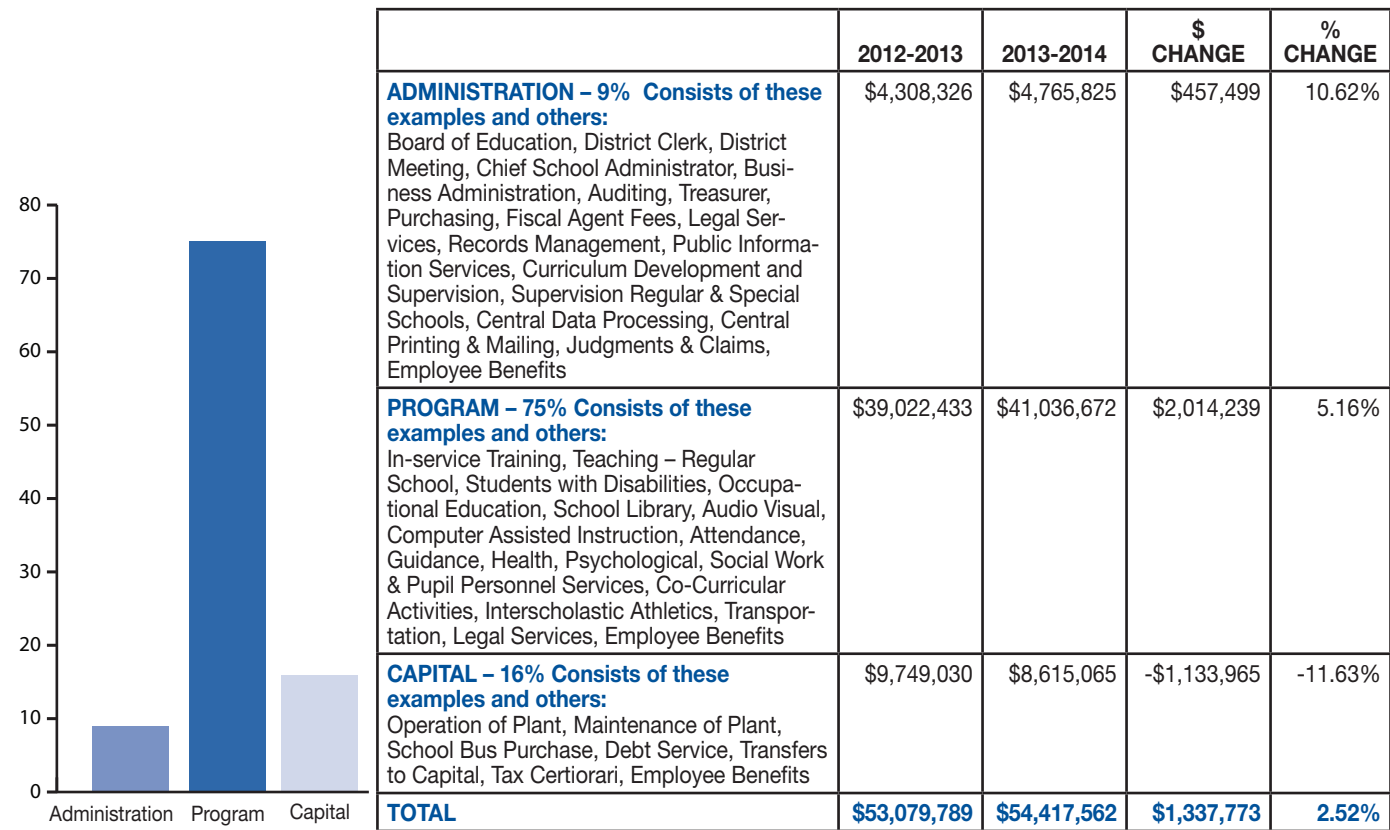 80
70
60
50
40
30
20
10
0
Administration Program Capital
2012-2013 2013-2014 $ CHANGE % CHANGE
ADMINISTRATION – 9% Consists of these $4,308,326 $4,765,825 $457,499 10.62%
examples and others:
Board of Education, District Clerk, District
Meeting, Chief School Administrator, Busi-
ness Administration, Auditing, Treasurer,
Purchasing, Fiscal Agent Fees, Legal Ser-
vices, Records Management, Public Informa-
tion Services, Curriculum Development and
Supervision, Supervision Regular & Special
Schools, Central Data Processing, Central
Printing & Mailing, Judgments & Claims,
Employee Benefits
PROGRAM – 75% Consists of these $39,022,433 $41,036,672 $2,014,239 5.16%
examples and others:
In-service Training, Teaching – Regular
School, Students with Disabilities, Occupa-
tional Education, School Library, Audio Visual,
Computer Assisted Instruction, Attendance,
Guidance, Health, Psychological, Social Work
& Pupil Personnel Services, Co-Curricular
Activities, Interscholastic Athletics, Transpor-
tation, Legal Services, Employee Benefits
CAPITAL – 16% Consists of these $9,749,030 $8,615,065 -$1,133,965 -11.63%
examples and others:
Operation of Plant, Maintenance of Plant,
School Bus Purchase, Debt Service, Transfers
to Capital, Tax Certiorari, Employee Benefits
TOTAL $53,079,789 $54,417,562 $1,337,773 2.52%